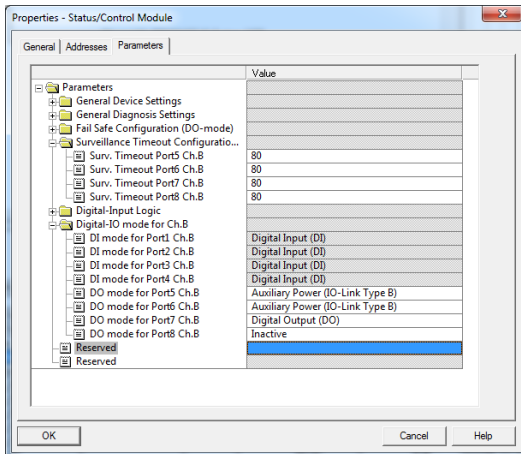 Properties - Status/Control Module
General Addresses Parameters
Value
Parameters
General Device Settings
General Diagnosis Settings
Fail Safe Configuration (DO-mode)
Surveillance Timeout Configuratio...
Surv. Timeout Port5 Ch.B 80
Surv. Timeout Port6 Ch.B 80
Surv. Timeout Port7 Ch.B 80
Surv. Timeout Port8 Ch.B 80
Digital-Input Logic
Digital-IO mode for Ch.B
DI mode for Port1 Ch.B Digital Input (DI)
DI mode for Port2 Ch.B Digital Input (DI)
DI mode for Port3 Ch.B Digital Input (DI)
DI mode for Port4 Ch.B Digital Input (DI)
DO mode for Port5 Ch.B Auxiliary Power (IO-Link Type B)
DO mode for Port6 Ch.B Auxiliary Power (IO-Link Type B)
DO mode for Port7 Ch.B Digital Output (DO)
DO mode for Port8 Ch.B Inactive
Reserved
Reserved
OK Cancel Help